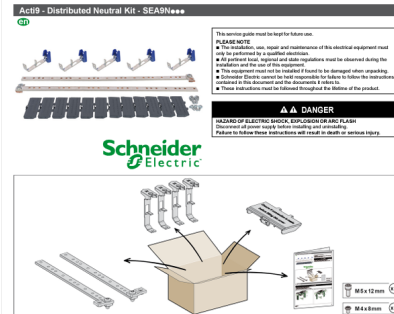 Acti9 - Distributed Neutral Kit - SEA9N●●●
en
This service guide must be kept for future use.
PLEASE NOTE
■ The installation, use, repair and maintenance of this electrical equipment must
only be performed by a qualified electrician.
■ All pertinent local, regional and state regulations must be observed during the
installation and the use of this equipment.
■ This equipment must not be installed if found to be damaged when unpacking.
■ Schneider Electric cannot be held responsible for failure to follow the instructions
contained in this document and the documents it refers to.
■ These instructions must be followed throughout the lifetime of the product.
DANGER
HAZARD OF ELECTRIC SHOCK, EXPLOSION OR ARC FLASH
Disconnect all power supply before installing and uninstalling.
Failure to follow these instructions will result in death or serious injury.
Schneider
Electric
M5 x 12 mm
M4 x 8 mm